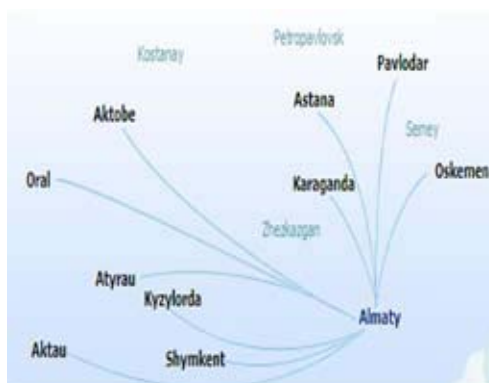 Petropavlovsk
Kostanay
Pavlodar
Astana
Aktobe
Semey
Oskemen
Oral
Karaganda
Zhezkazgan
Atyrau
Kyzylorda
Almaty
Aktau
Shymkent